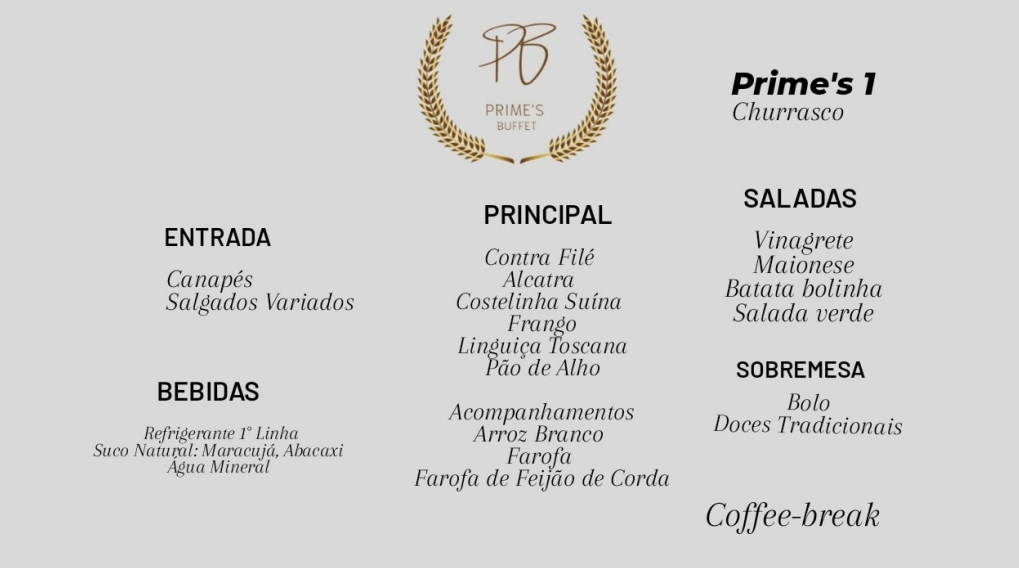 PB
PRIME'S
BUFFET
Prime's 1
Churrasco
ENTRADA
Canapés
Salgados Variados
BEBIDAS
Refrigerante 1° Linha
Suco Natural: Maracujá, Abacaxi
Água Mineral
PRINCIPAL
Contra Filé
Alcatra
Costelinha Suína
Frango
Linguiça Toscana
Pão de Alho
Acompanhamentos
Arroz Branco
Farofa
Farofa de Feijão de Corda
SALADAS
Vinagrete
Maionese
Batata bolinha
Salada verde
SOBREMESA
Bolo
Doces Tradicionais
Coffee-break